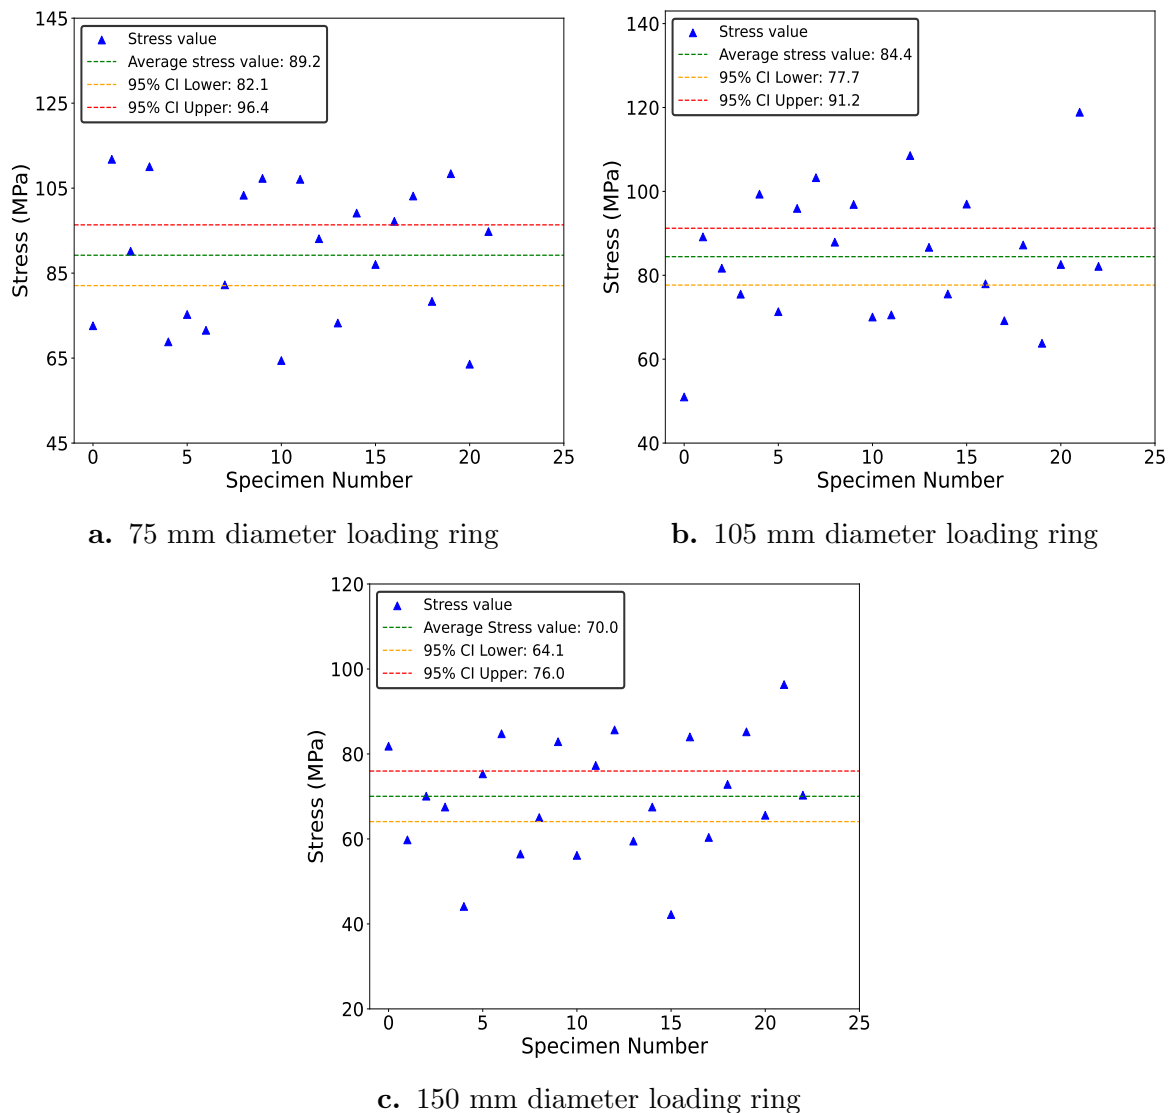 145
125
105
85
65
45
Stress (MPa)
Stress value
Average stress value: 89.2
95% CI Lower: 82.1
95% CI Upper: 96.4
0 5 10 15 20 25
Specimen Number
a. 75 mm diameter loading ring
140
120
100
80
60
40
Stress (MPa)
Stress value
Average stress value: 84.4
95% CI Lower: 77.7
95% CI Upper: 91.2
0 5 10 15 20 25
Specimen Number
b. 105 mm diameter loading ring
120
100
80
60
40
20
Stress (MPa)
Stress value
Average Stress value: 70.0
95% CI Lower: 64.1
95% CI Upper: 76.0
0 5 10 15 20 25
Specimen Number
c. 150 mm diameter loading ring